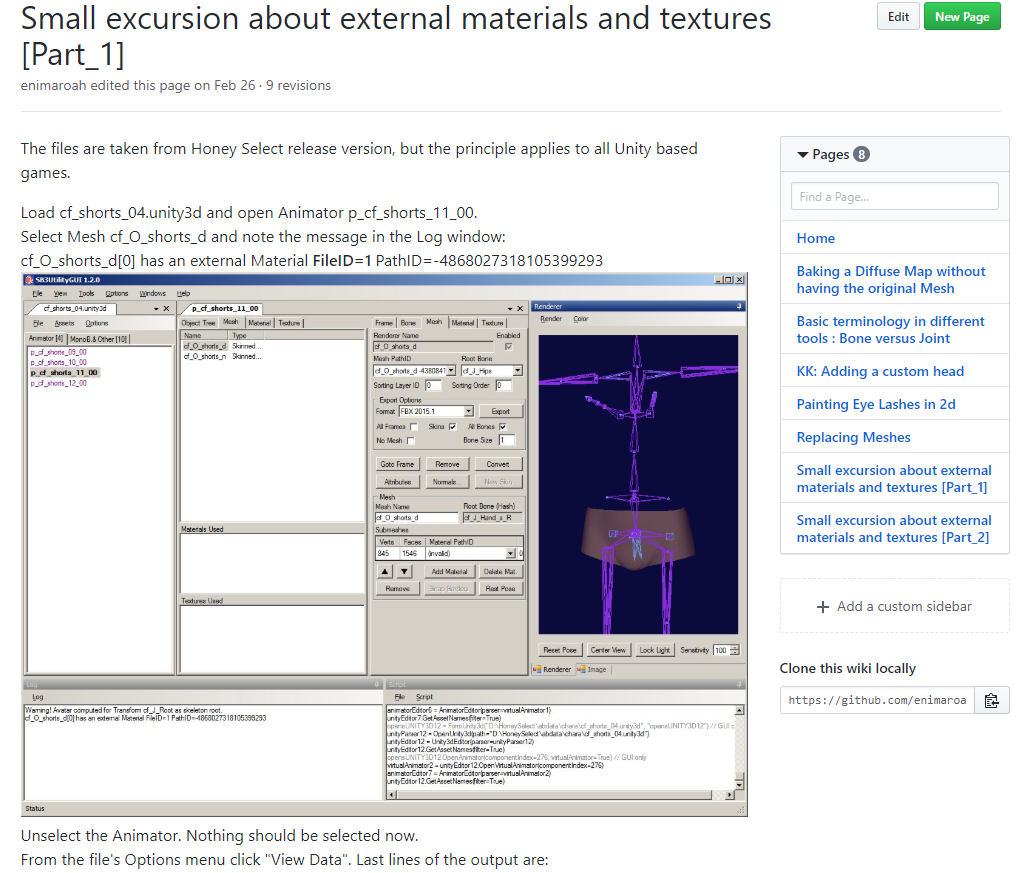 Small excursion about external materials and textures
[Part_1]
Edit
New Page
enimaroah edited this page on Feb 26 · 9 revisions
The files are taken from Honey Select release version, but the principle applies to all Unity based
games.
Load cf_shorts_04.unity3d and open Animator p_cf_shorts_11_00.
Select Mesh cf_O_shorts_d and note the message in the Log window:
cf_O_shorts_d[0] has an external Material FileID=1 PathID=-4868027318105399293
SB3UtilityGUI 1.2.0
File View Tools Options Windows Help
cf_shorts_04.unity3d
File Assets Options
Animator [4] MonoB.& Other [10]
p_cf_shorts_09_00
p_cf_shorts_10_00
p_cf_shorts_11_00
p_cf_shorts_12_00
p_cf_shorts_11_00
Object Tree Mesh Material Texture
Name Type
cf_O_shorts_d Skinned...
cf_O_shorts_n Skinned...
Materials Used
Textures Used
Frame Bone Mesh Material Texture
Renderer Name Enabled
cf_O_shorts_d
Mesh PathID Root Bone
cf_O_shorts_d -4380841 cf_J_Hips
Sorting Layer ID 0 Sorting Order 0
Export Options
Format FBX 2015.1 Export
All Frames Skins All Bones
No Mesh Bone Size 1
Goto Frame Remove Convert
Attributes Normals... New Skin
Mesh
Mesh Name Root Bone (Hash)
cf_O_shorts_d cf_J_Hand_s_R
Submeshes
Verts Faces Material PathID
845 1546 (invalid) 0
Add Material Delete Mat.
Remove Snap Borders Rest Pose
Renderer
Render Color
Reset Pose Center View Lock Light Sensitivity 100
Renderer Image
Log
Log
Warning! Avatar computed for Transform cf_J_Root as skeleton root.
cf_O_shorts_d[0] has an external Material FileID=1 PathID=-4868027318105399293
Script
File Script
animatorEditor6 = AnimatorEditor(parser=virtualAnimator1)
unityEditor7.GetAssetNames(filter=True)
opensUNITY3D12 = FormUnity3d("D:\HoneySelect\abdata\chara\cf_shorts_04.unity3d", "opensUNITY3D12") // GUI
unityParser12 = OpenUnity3d(path="D:\HoneySelect\abdata\chara\cf_shorts_04.unity3d")
unityEditor12 = Unity3dEditor(parser=unityParser12)
unityEditor12.GetAssetNames(filter=True)
opensUNITY3D12.OpenAnimator(componentIndex=276, virtualAnimator=True) // GUI only
virtualAnimator2 = unityEditor12.OpenVirtualAnimator(componentIndex=276)
animatorEditor7 = AnimatorEditor(parser=virtualAnimator2)
unityEditor12.GetAssetNames(filter=True)
Status
Unselect the Animator. Nothing should be selected now.
From the file's Options menu click "View Data". Last lines of the output are:
Pages 8
Find a Page...
Home
Baking a Diffuse Map without
having the original Mesh
Basic terminology in different
tools : Bone versus Joint
KK: Adding a custom head
Painting Eye Lashes in 2d
Replacing Meshes
Small excursion about external
materials and textures [Part_1]
Small excursion about external
materials and textures [Part_2]
Add a custom sidebar
Clone this wiki locally
https://github.com/enimaroa